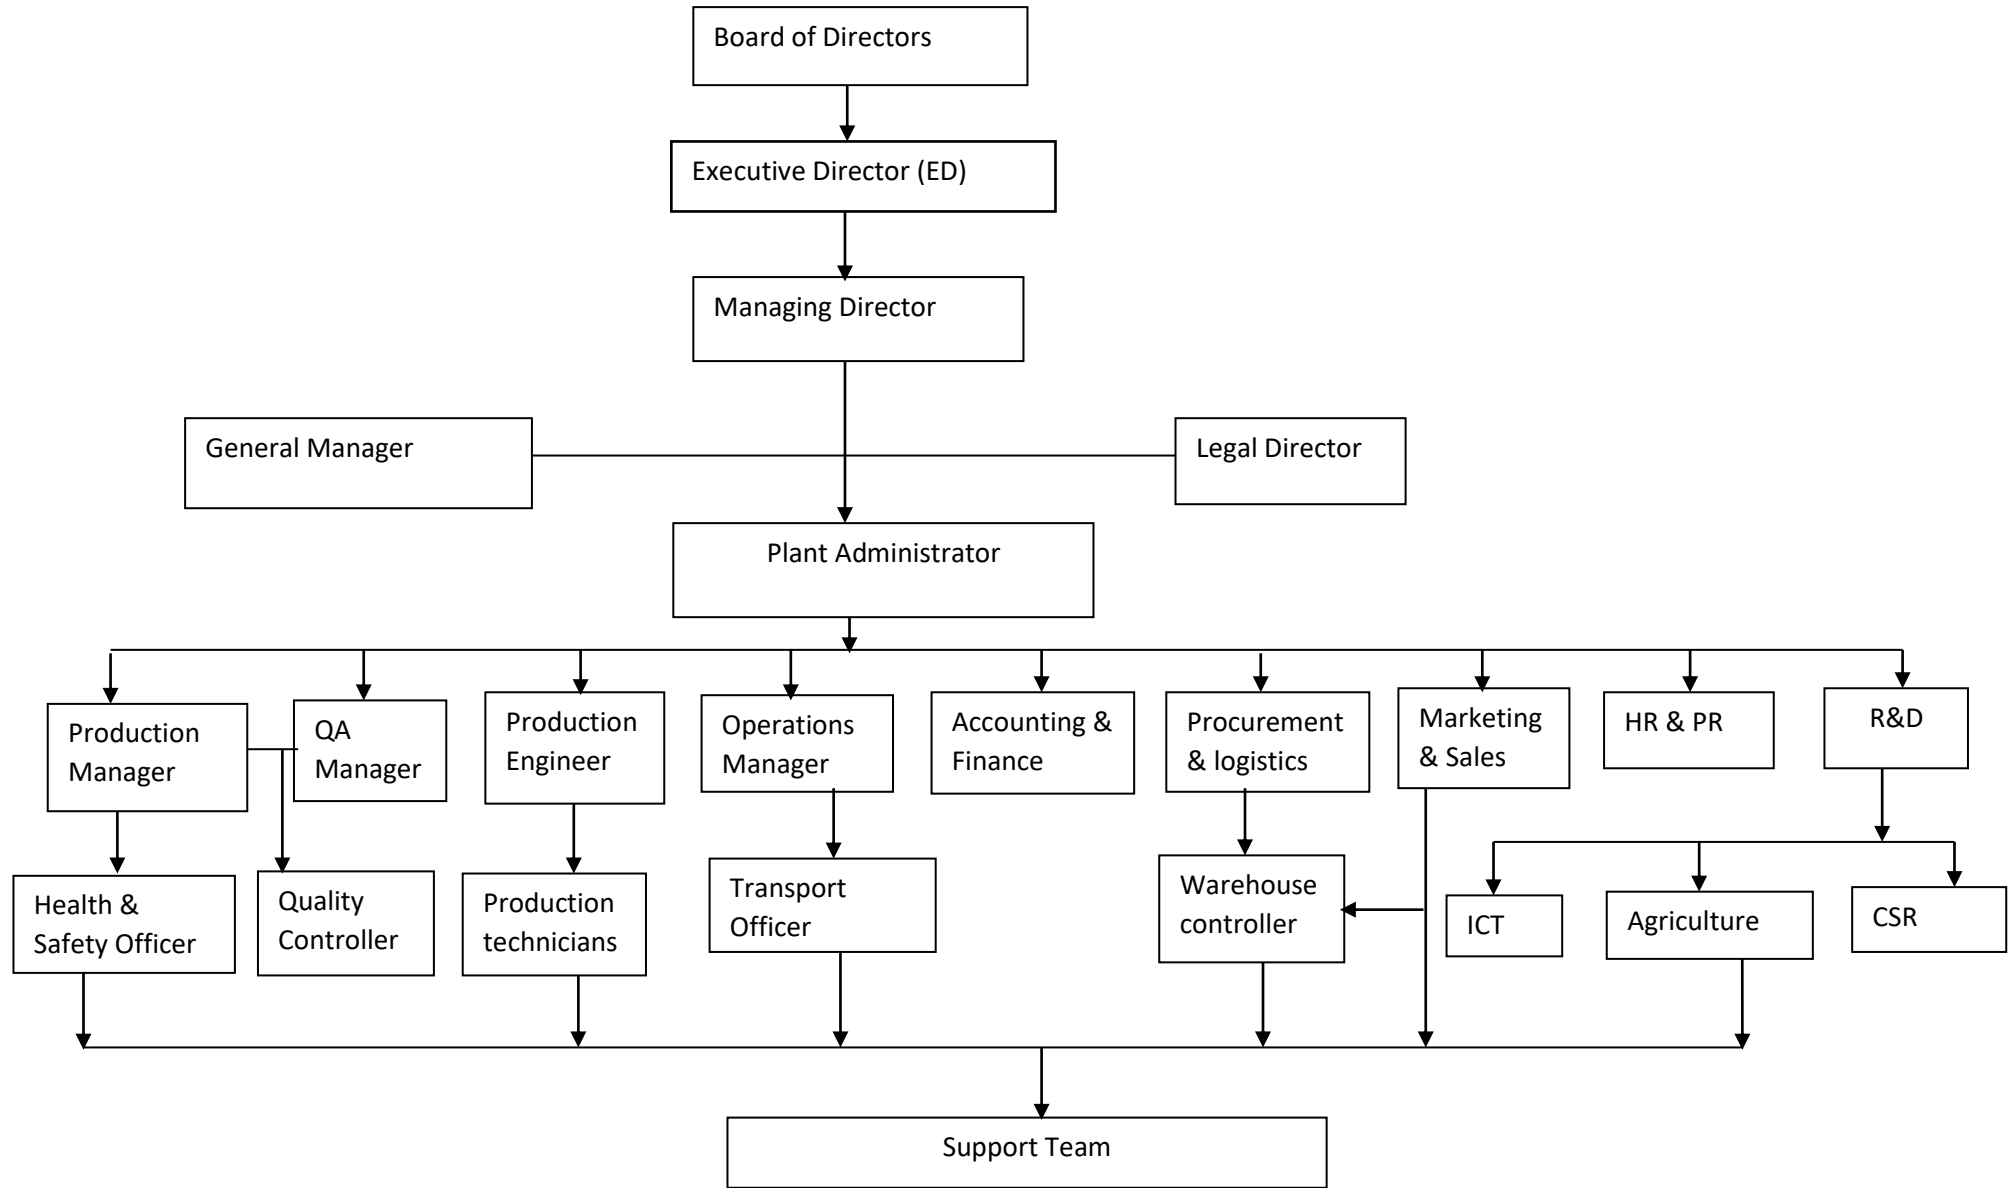 Board of Directors
Executive Director (ED)
Managing Director
General Manager
Legal Director
Plant Administrator
Production
Manager
QA
Manager
Production
Engineer
Operations
Manager
Accounting &
Finance
Procurement
& logistics
Marketing
& Sales
HR & PR
R&D
Health &
Safety Officer
Quality
Controller
Production
technicians
Transport
Officer
Warehouse
controller
ICT
Agriculture
CSR
Support Team